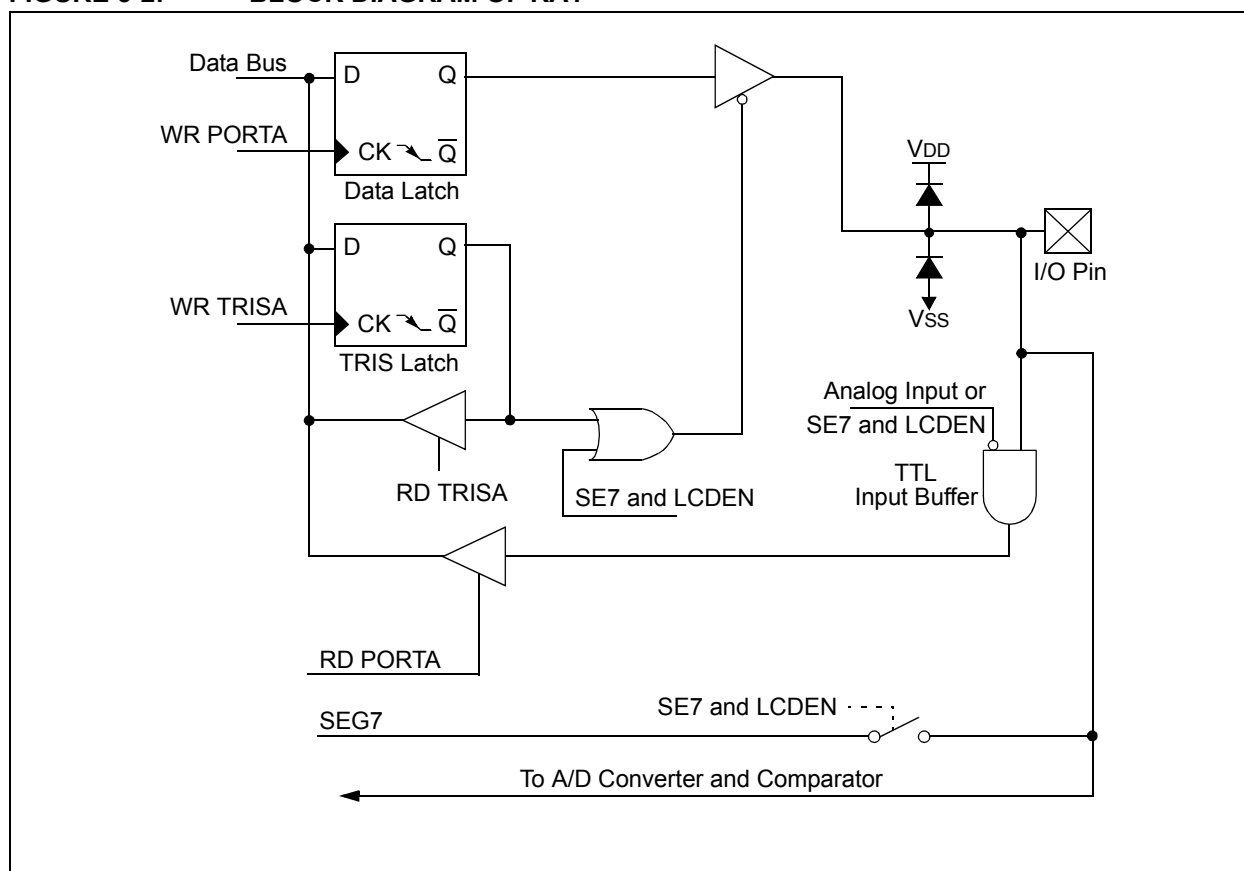 Data Bus
D Q
WR PORTA
CK Q
Data Latch
VDD
D Q
I/O Pin
WR TRISA
CK Q
VSS
TRIS Latch
Analog Input or
SE7 and LCDEN
TTL
Input Buffer
RD TRISA
SE7 and LCDEN
RD PORTA
SE7 and LCDEN
SEG7
To A/D Converter and Comparator